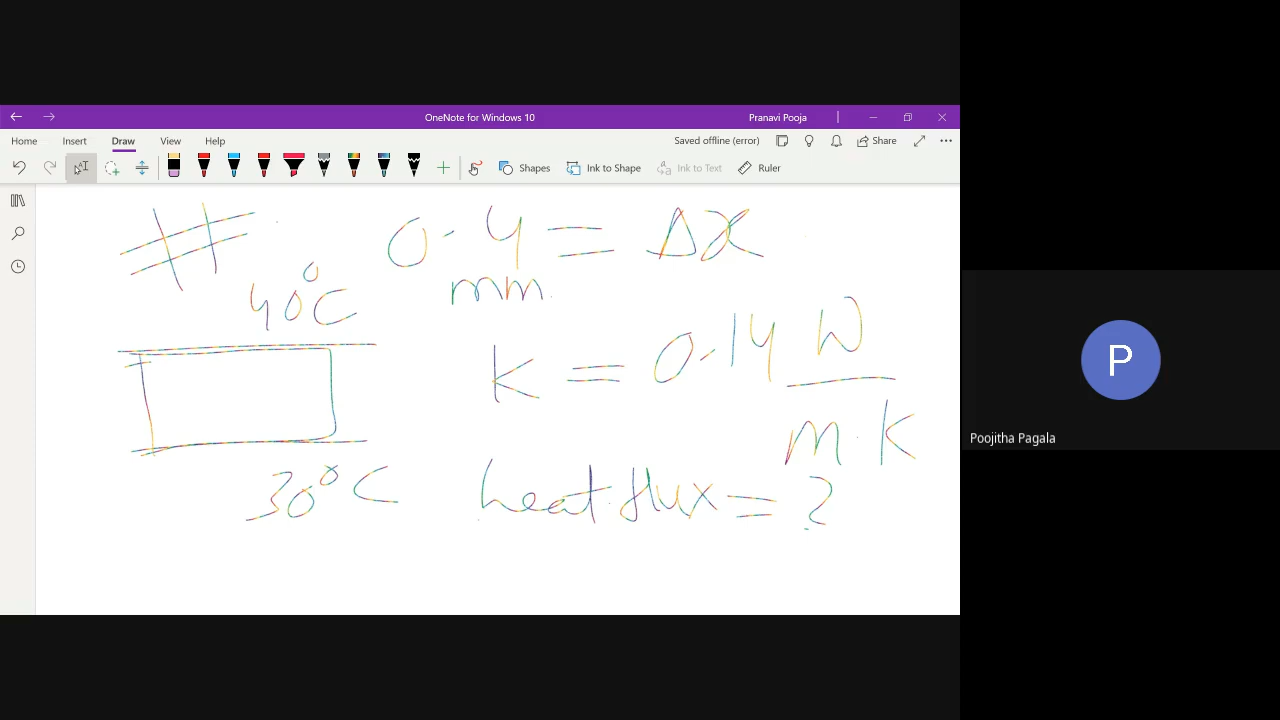 OneNote for Windows 10
Pranavi Pooja
Home Insert Draw View Help
Saved offline (error)
Share
Shapes
Ink to Shape
Ink to Text
Ruler
# 0.4 = ΔX
mm
40°C
K = 0.14 W
m.K
30°C
heat flux = ?
P
Poojitha Pagala